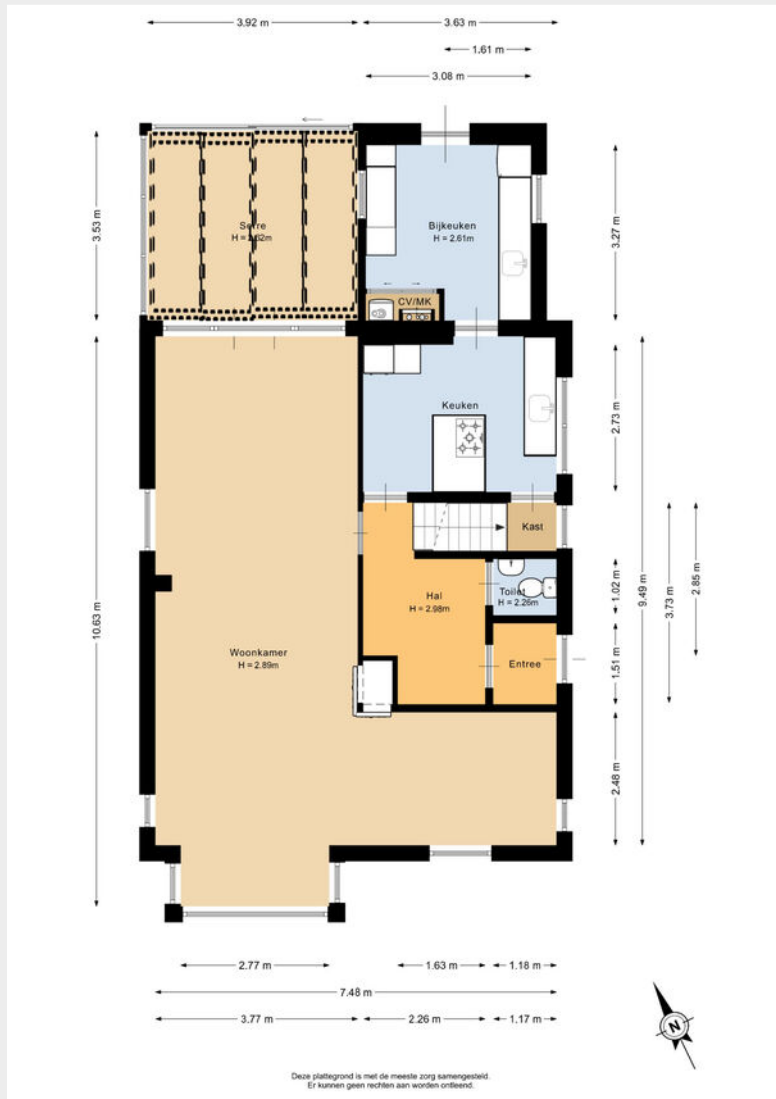 3.92 m
3.63 m
1.61 m
3.08 m
3.53 m
Serre
H = 2.62m
Bijkeuken
H = 2.61m
3.27 m
CV/MK
Keuken
2.73 m
Kast
Hal
H = 2.98m
Toilet
H = 2.26m
1.02 m
9.49 m
3.73 m
2.85 m
10.63 m
Woonkamer
H = 2.89m
Entree
1.51 m
2.48 m
2.77 m
1.63 m
1.18 m
7.48 m
3.77 m
2.26 m
1.17 m
N
Deze plattegrond is met de meeste zorg samengesteld.
Er kunnen geen rechten aan worden ontleend.